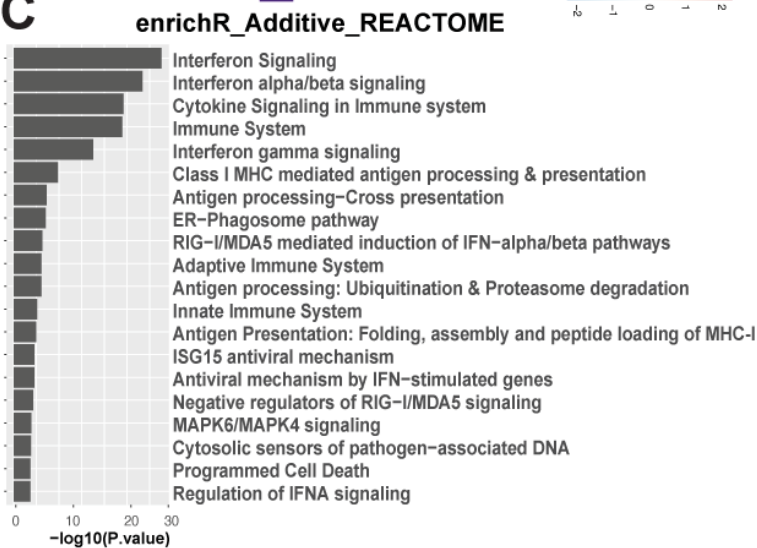 C
enrichR_Additive_REACTOME
-2 -1 0 1 2
Interferon Signaling
Interferon alpha/beta signaling
Cytokine Signaling in Immune system
Immune System
Interferon gamma signaling
Class I MHC mediated antigen processing & presentation
Antigen processing−Cross presentation
ER−Phagosome pathway
RIG−I/MDA5 mediated induction of IFN−alpha/beta pathways
Adaptive Immune System
Antigen processing: Ubiquitination & Proteasome degradation
Innate Immune System
Antigen Presentation: Folding, assembly and peptide loading of MHC-I
ISG15 antiviral mechanism
Antiviral mechanism by IFN−stimulated genes
Negative regulators of RIG−I/MDA5 signaling
MAPK6/MAPK4 signaling
Cytosolic sensors of pathogen−associated DNA
Programmed Cell Death
Regulation of IFNA signaling
0 10 20 30
−log10(P.value)